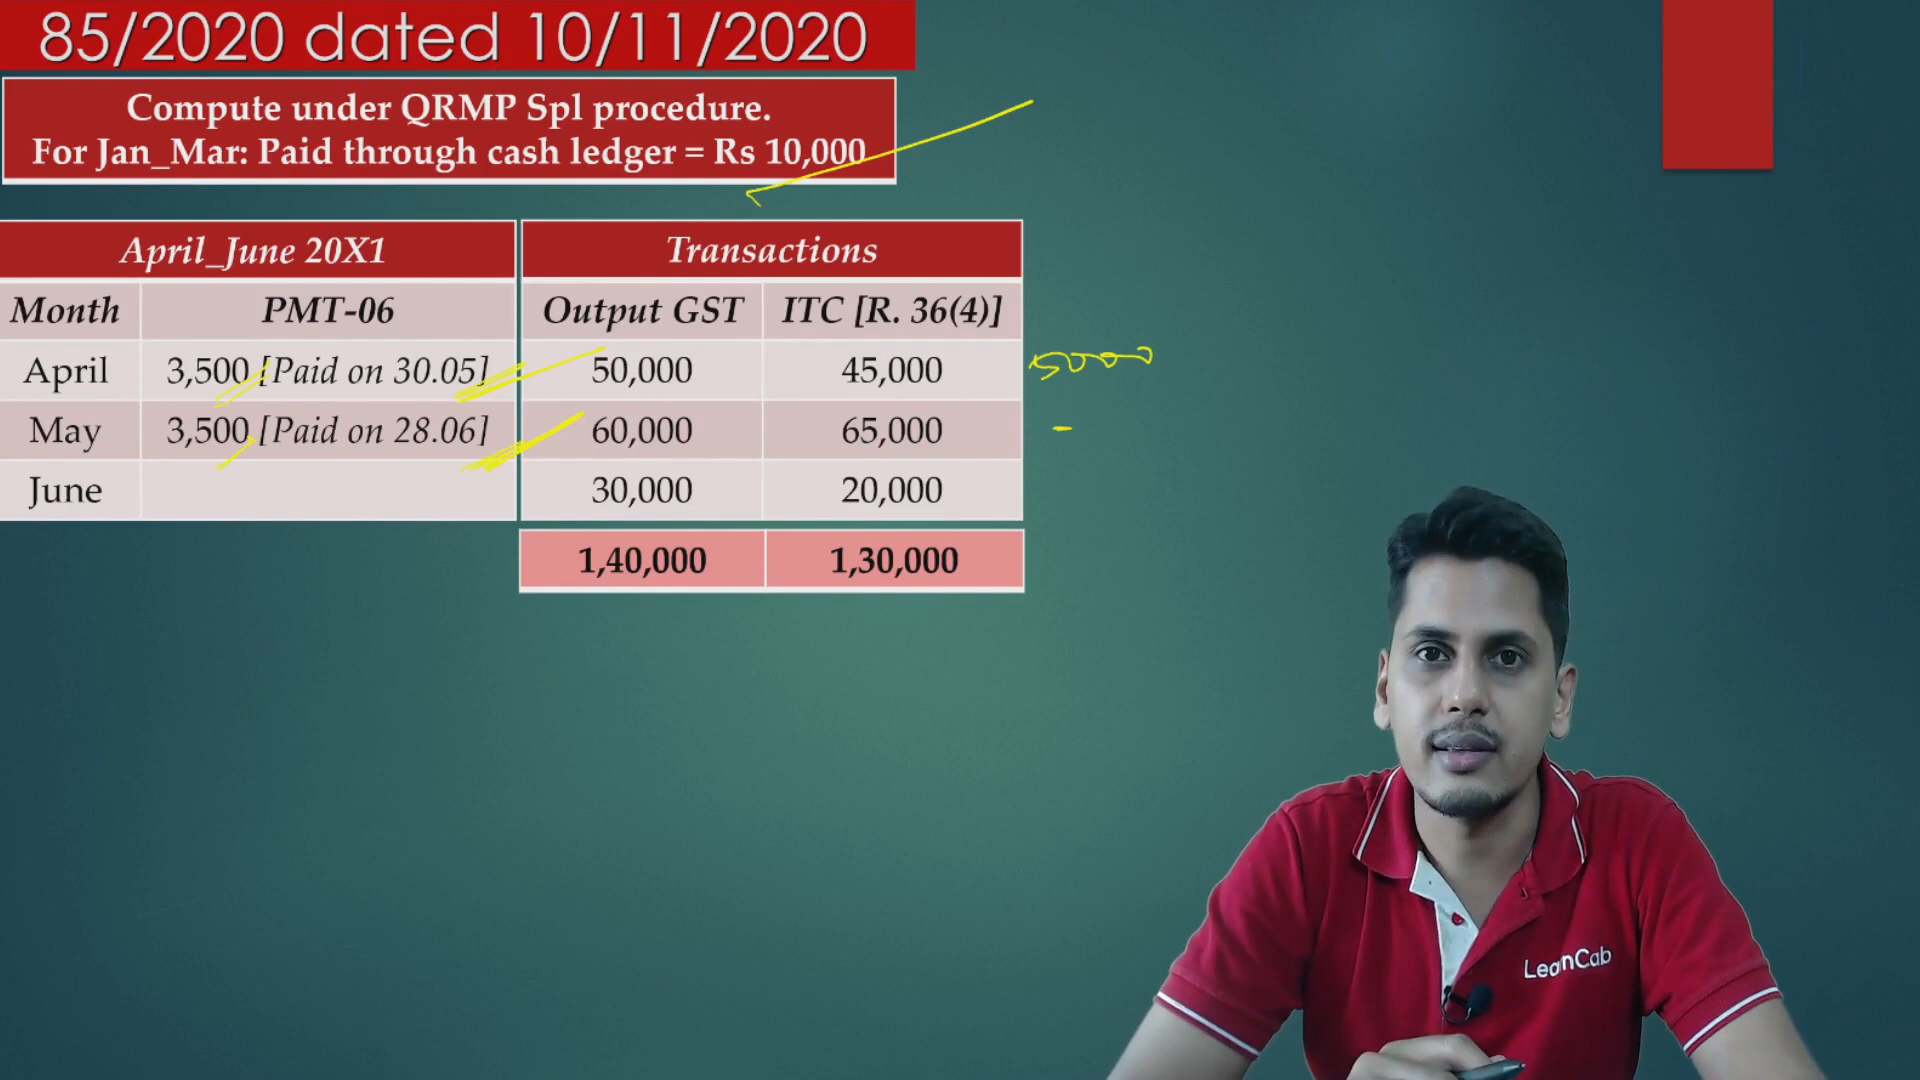 85/2020 dated 10/11/2020
Compute under QRMP Spl procedure.
For Jan_Mar: Paid through cash ledger = Rs 10,000
April_June 20X1 Transactions
Month PMT-06 Output GST ITC [R. 36(4)]
April 3,500 [Paid on 30.05] 50,000 45,000 5000
May 3,500 [Paid on 28.06] 60,000 65,000 -
June 30,000 20,000
1,40,000 1,30,000
LearnCab